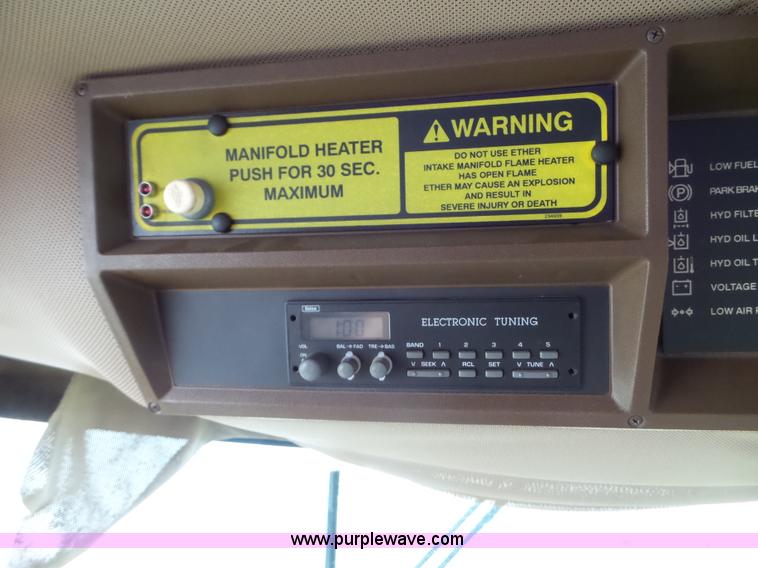 MANIFOLD HEATER
PUSH FOR 30 SEC.
MAXIMUM
WARNING
DO NOT USE ETHER
INTAKE MANIFOLD FLAME HEATER
HAS OPEN FLAME
ETHER MAY CAUSE AN EXPLOSION
AND RESULT IN
SEVERE INJURY OR DEATH
LOW FUEL
PARK BRAK
HYD FILTE
HYD OIL L
HYD OIL T
VOLTAGE
LOW AIR P
1:00
ELECTRONIC TUNING
VOL
BAL → FAD
TRE → BAS
BAND 1 2 3 4 5
V SEEK Λ RCL SET V TUNE Λ
www.purplewave.com